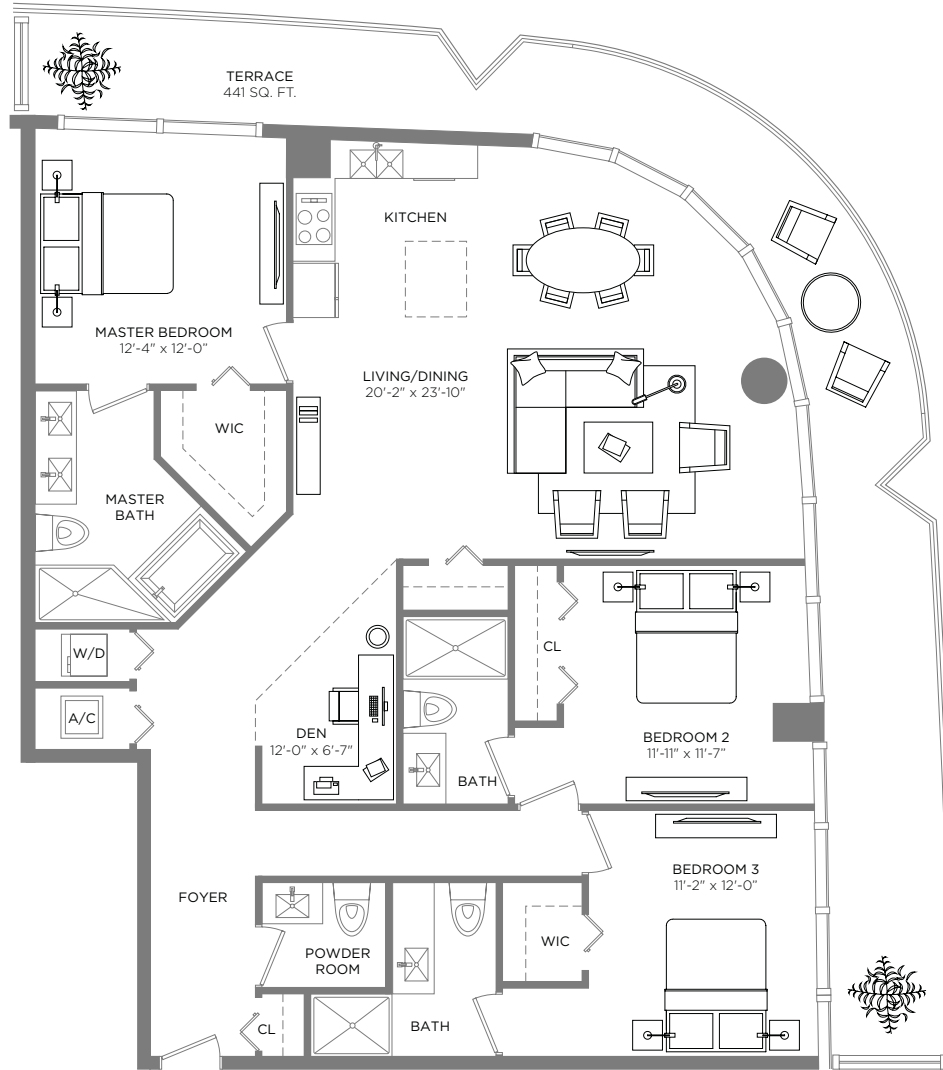 TERRACE
441 SQ. FT.
KITCHEN
MASTER BEDROOM
12'-4" x 12'-0"
LIVING/DINING
20'-2" x 23'-10"
WIC
MASTER
BATH
W/D
CL
A/C
DEN
12'-0" x 6'-7"
BEDROOM 2
11'-11" x 11'-7"
BATH
BEDROOM 3
11'-2" x 12'-0"
FOYER
POWDER
ROOM
WIC
CL
BATH